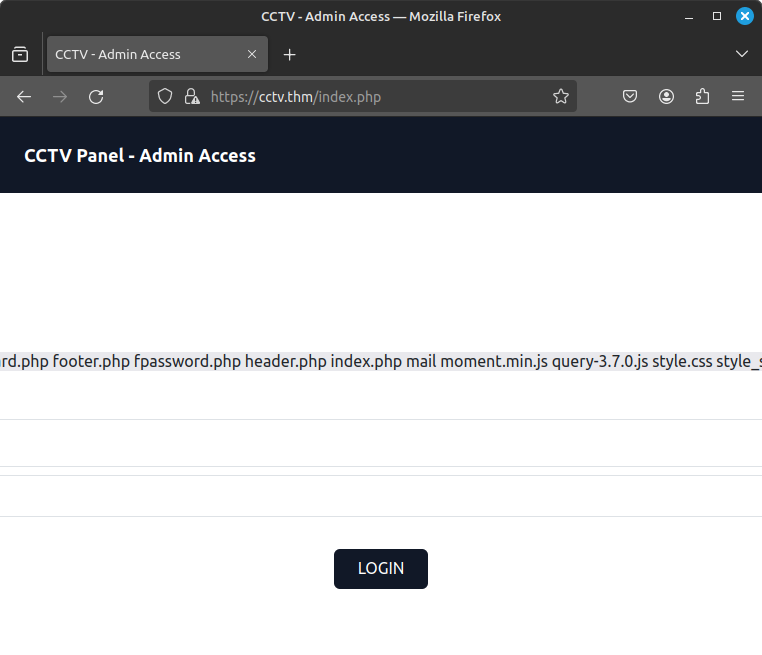 CCTV - Admin Access — Mozilla Firefox
CCTV - Admin Access
https://cctv.thm/index.php
CCTV Panel - Admin Access
rd.php footer.php fpassword.php header.php index.php mail moment.min.js query-3.7.0.js style.css style_s
LOGIN